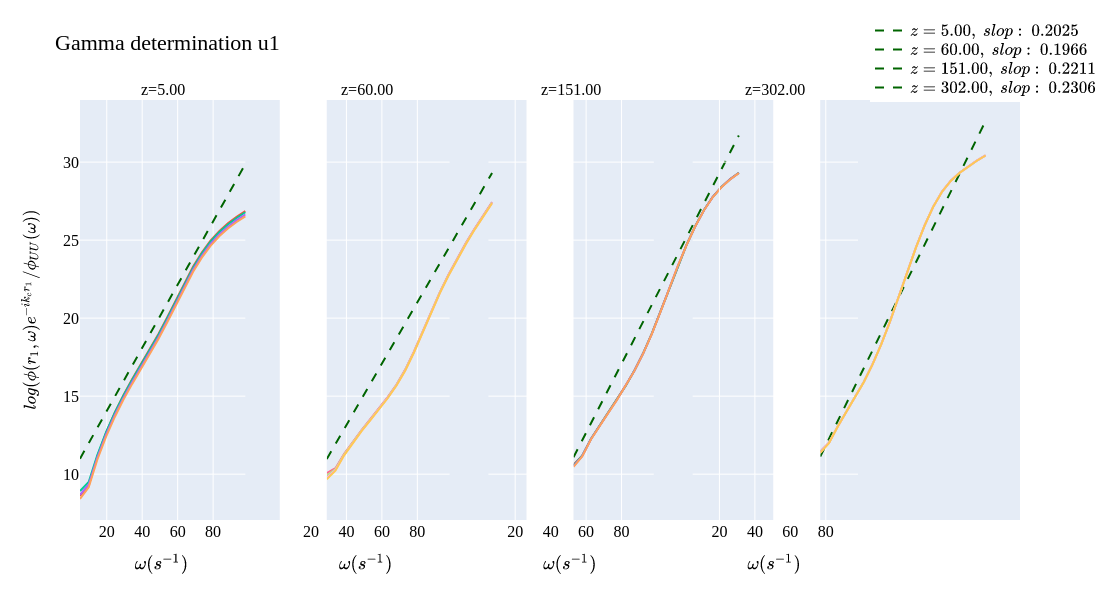 Gamma determination u1
z = 5.00, slop : 0.2025
z = 60.00, slop : 0.1966
z = 151.00, slop : 0.2211
z = 302.00, slop : 0.2306
z=5.00 z=60.00 z=151.00 z=302.00
30
25
20
15
10
log(ϕ(r₁, ω)e^{-ik_c r₁}/ϕ_{UU}(ω))
20 40 60 80 20 40 60 80 20 40 60 80 20 40 60 80
ω(s⁻¹) ω(s⁻¹) ω(s⁻¹) ω(s⁻¹)